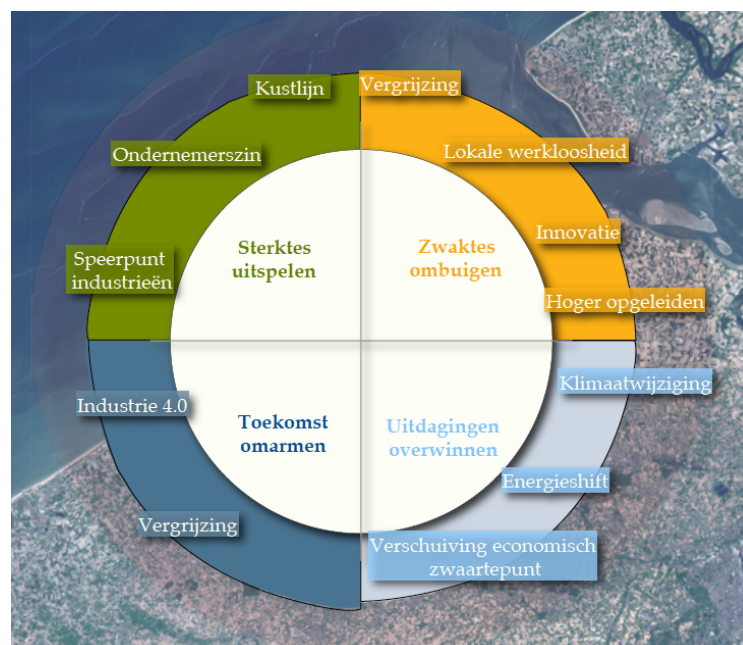 Kustlijn
Ondernemerszin
Speerpunt
industrieën
Sterktes
uitspelen
Vergrijzing
Lokale werkloosheid
Innovatie
Hoger opgeleiden
Zwaktes
ombuigen
Industrie 4.0
Vergrijzing
Toekomst
omarmen
Klimaatwijziging
Energieshift
Verschuiving economisch
zwaartepunt
Uitdagingen
overwinnen